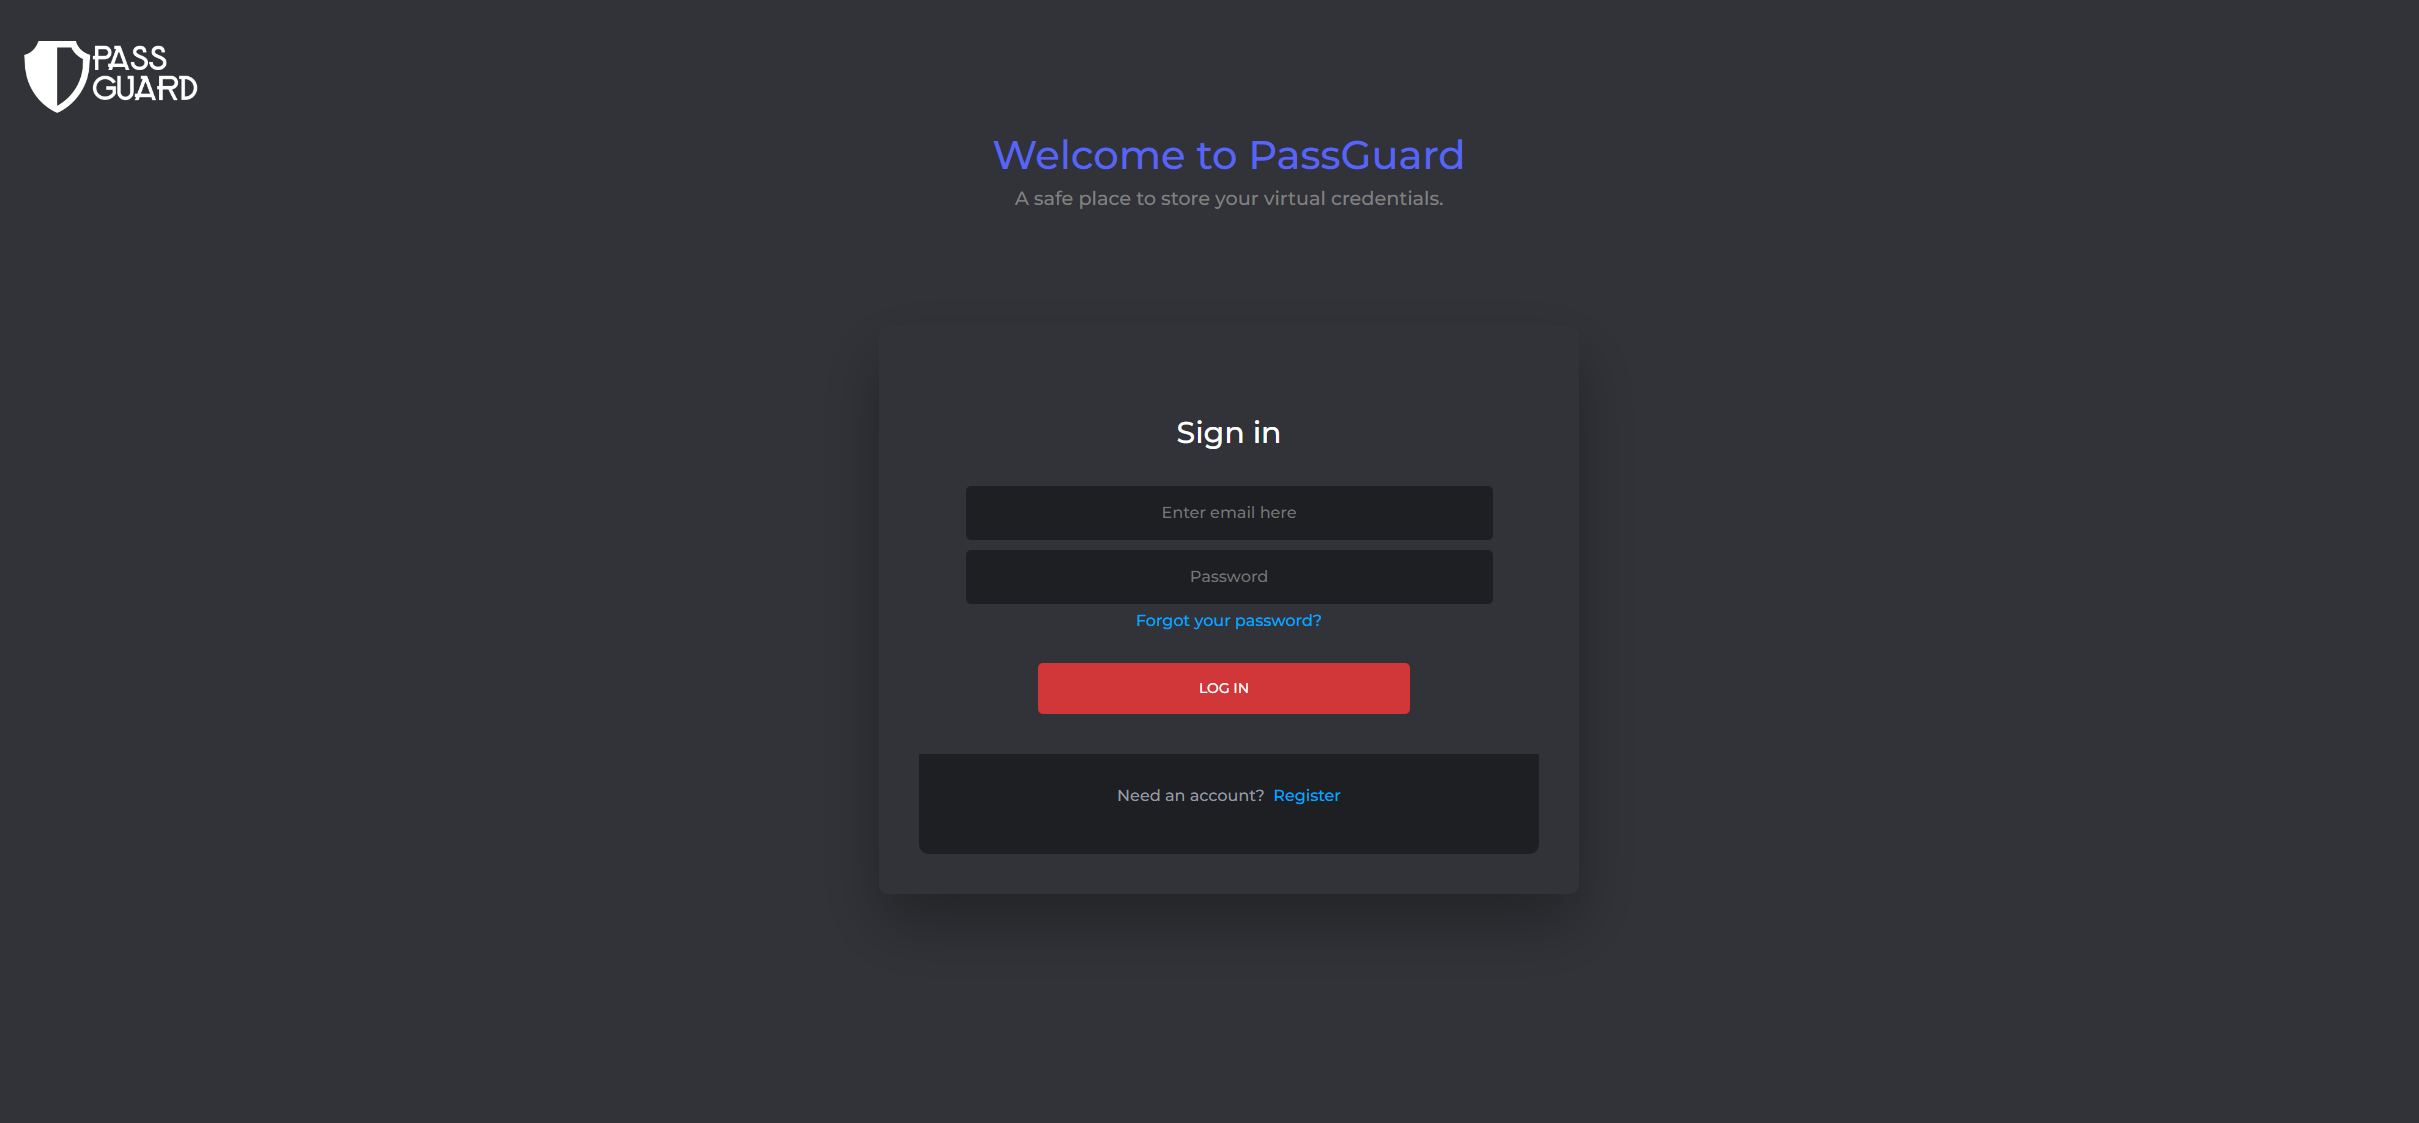 PASS
GUARD
Welcome to PassGuard
A safe place to store your virtual credentials.
Sign in
Enter email here
Password
Forgot your password?
LOG IN
Need an account? Register